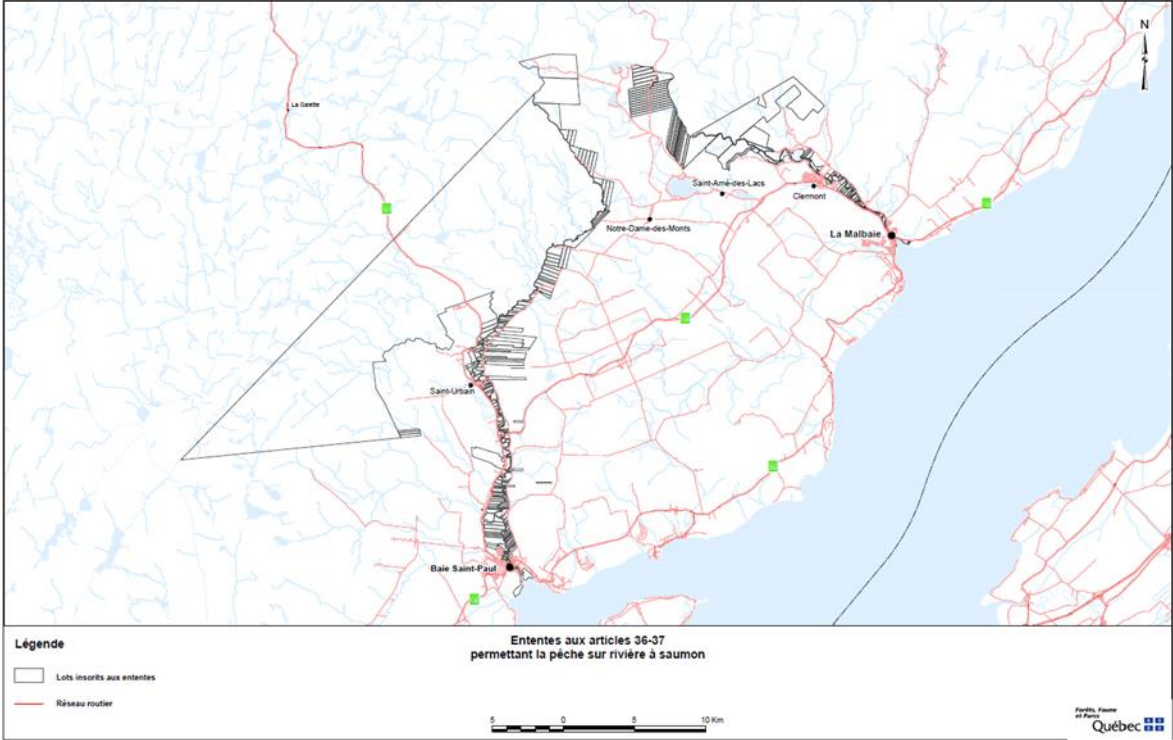 N
La Galette
Saint-Aimé-des-Lacs
Clermont
Notre-Dame-des-Monts
La Malbaie
Saint-Urbain
Baie Saint-Paul
Légende
Ententes aux articles 36-37
permettant la pêche sur rivière à saumon
Lots inscrits aux ententes
Réseau routier
5 0 5 10 Km
Forêts, Faune
et Parcs
Québec